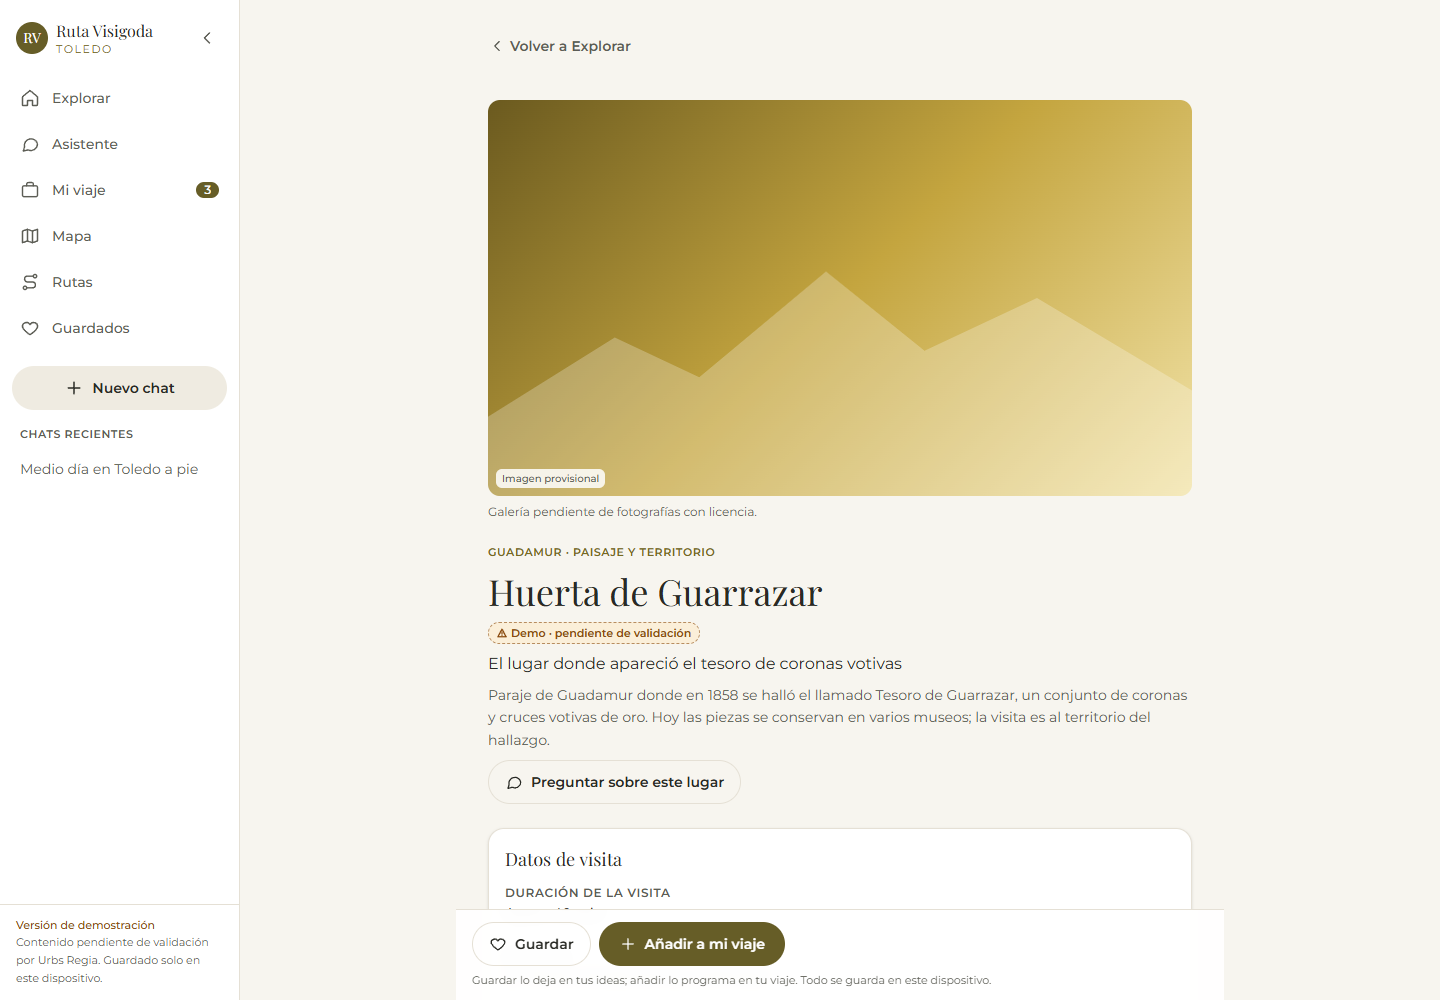 RV
Ruta Visigoda
TOLEDO
Explorar
Asistente
Mi viaje
3
Mapa
Rutas
Guardados
Nuevo chat
CHATS RECIENTES
Medio día en Toledo a pie
Versión de demostración
Contenido pendiente de validación
por Urbs Regia. Guardado solo en
este dispositivo.
Volver a Explorar
Imagen provisional
Galería pendiente de fotografías con licencia.
GUADAMUR · PAISAJE Y TERRITORIO
Huerta de Guarrazar
Demo · pendiente de validación
El lugar donde apareció el tesoro de coronas votivas
Paraje de Guadamur donde en 1858 se halló el llamado Tesoro de Guarrazar, un conjunto de coronas
y cruces votivas de oro. Hoy las piezas se conservan en varios museos; la visita es al territorio del
hallazgo.
Preguntar sobre este lugar
Datos de visita
DURACIÓN DE LA VISITA
Guardar
Añadir a mi viaje
Guardar lo deja en tus ideas; añadir lo programa en tu viaje. Todo se guarda en este dispositivo.